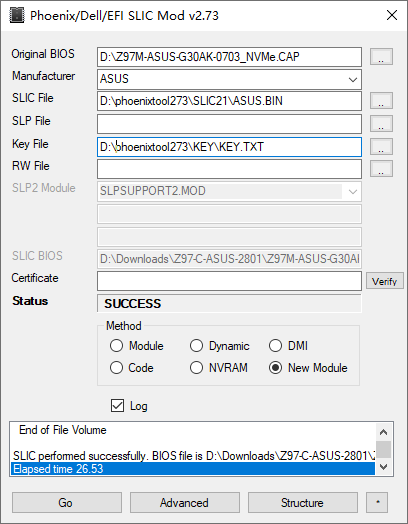 Phoenix/Dell/EFI SLIC Mod v2.73
Original BIOS D:\Z97M-ASUS-G30AK-0703_NVMe.CAP ..
Manufacturer ASUS
SLIC File D:\phoenixtool273\SLIC21\ASUS.BIN ..
SLP File ..
Key File D:\phoenixtool273\KEY\KEY.TXT ..
RW File ..
SLP2 Module SLPSUPPORT2.MOD
SLIC BIOS D:\Downloads\Z97-C-ASUS-2801\Z97M-ASUS-G30AI
Certificate Verify
Status SUCCESS
Method
Module Dynamic DMI
Code NVRAM New Module
Log
End of File Volume
SLIC performed successfully. BIOS file is D:\Downloads\Z97-C-ASUS-2801\Z
Elapsed time 26.53
Go Advanced Structure *